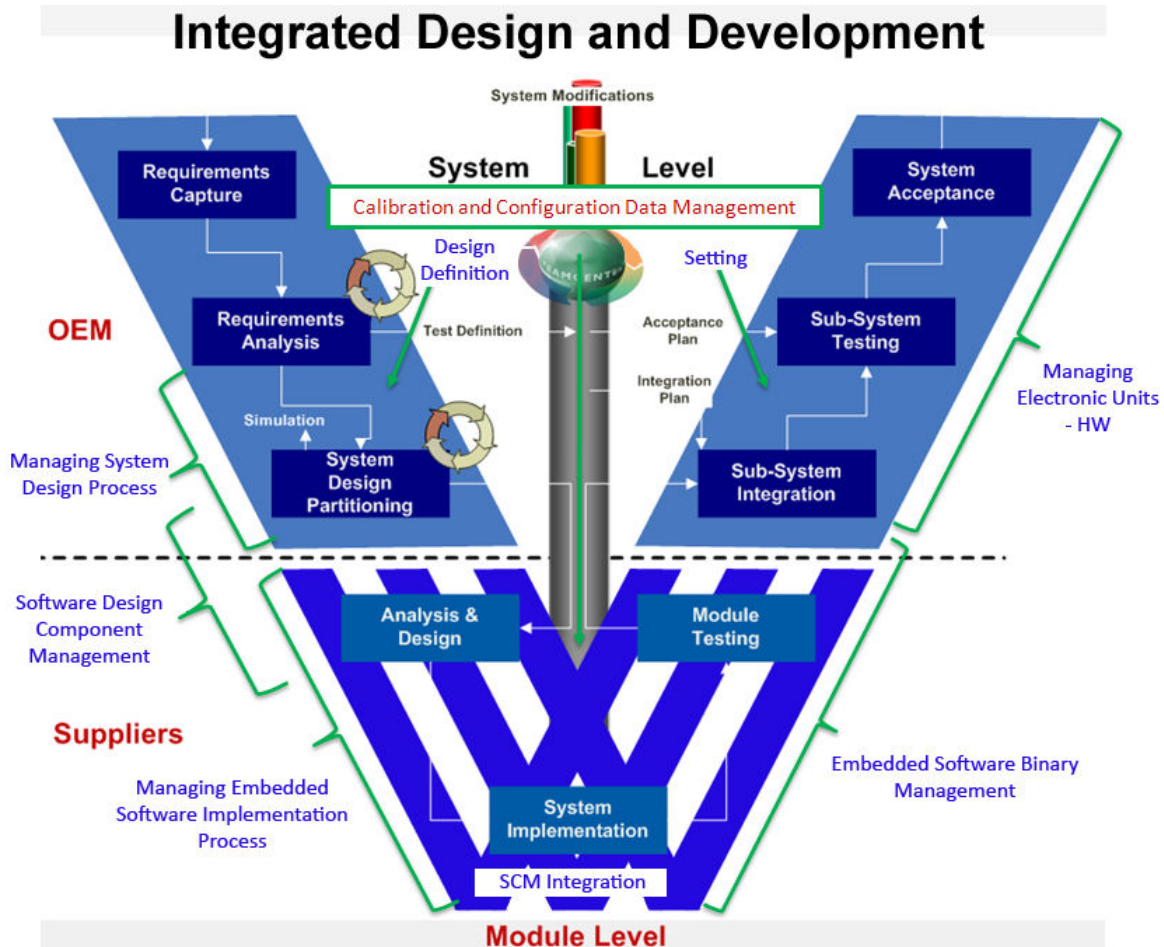 Integrated Design and Development
System Modifications
System Level
Calibration and Configuration Data Management
Requirements
Capture
System
Acceptance
Design
Definition
Setting
TEAMCENTER
OEM
Requirements
Analysis
Test Definition
Acceptance
Plan
Sub-System
Testing
Integration
Plan
Managing
Electronic Units
- HW
Simulation
Managing System
Design Process
System
Design
Partitioning
Sub-System
Integration
Software Design
Component
Management
Analysis &
Design
Module
Testing
Suppliers
Managing Embedded
Software Implementation
Process
Embedded Software Binary
Management
System
Implementation
SCM Integration
Module Level